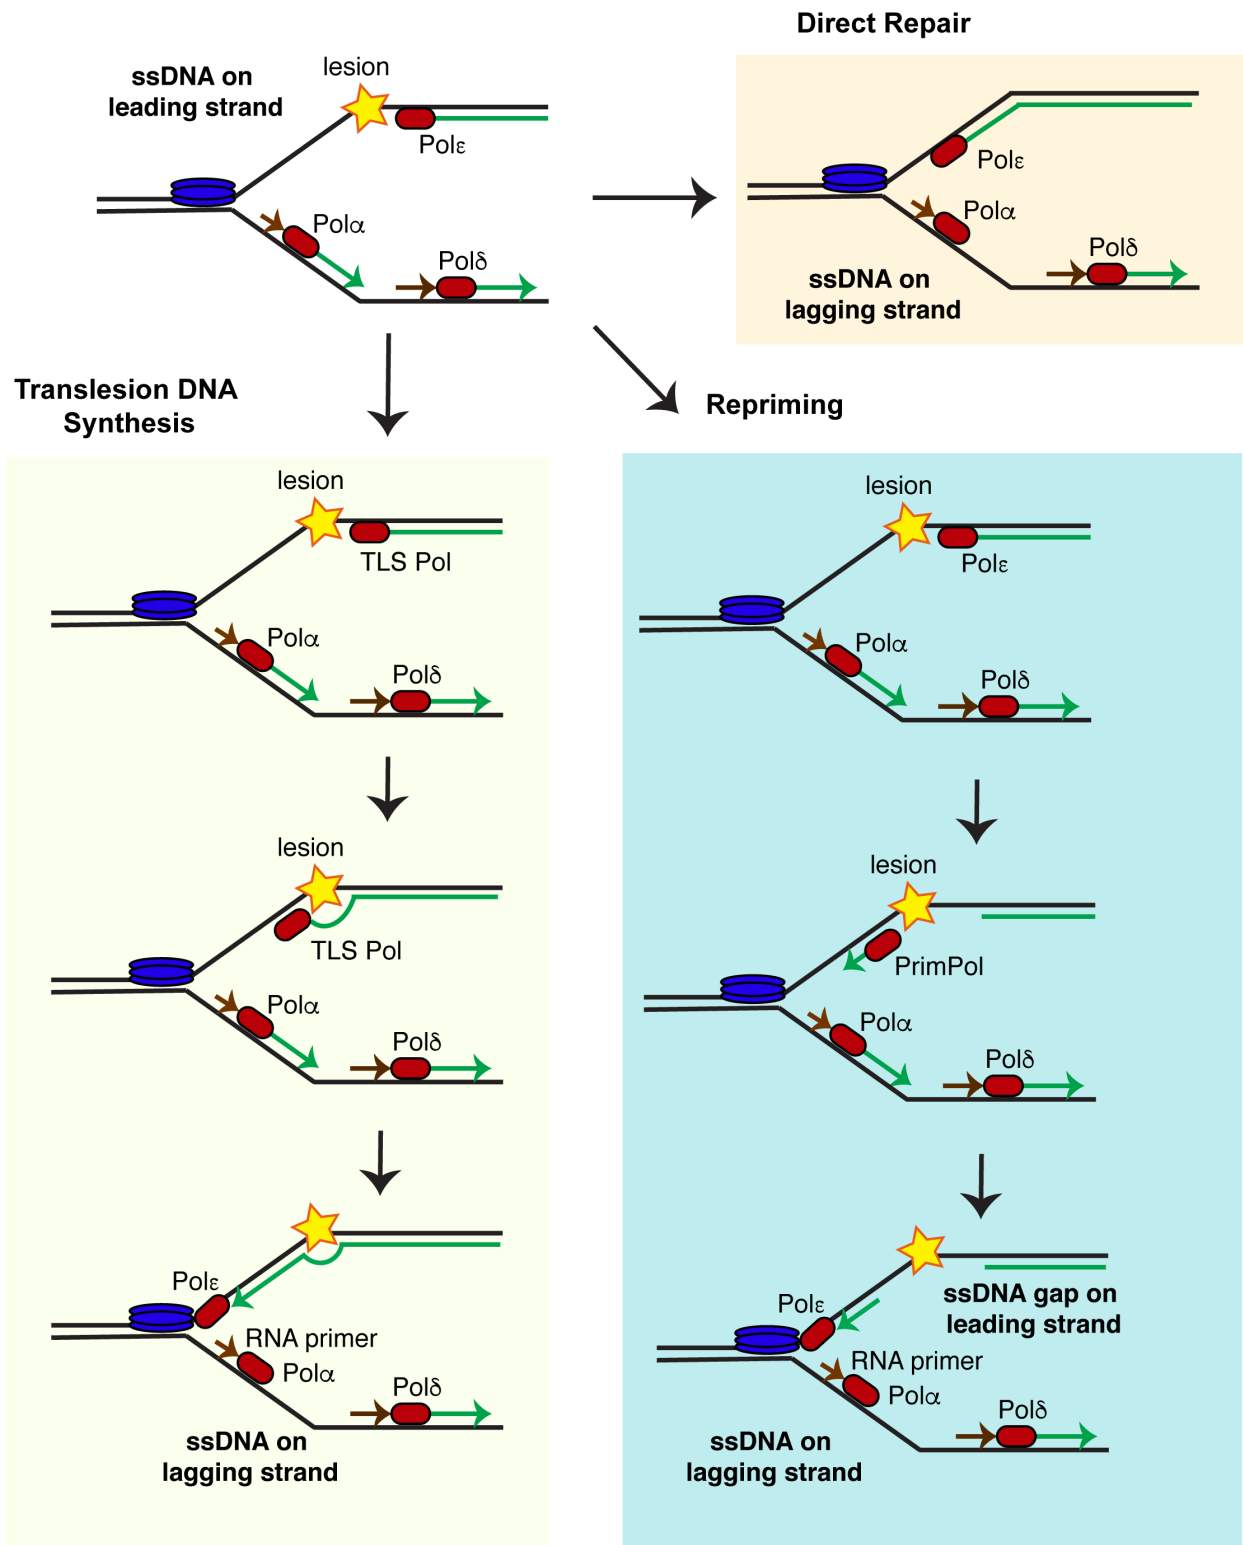 Direct Repair
lesion
ssDNA on
leading strand
Polε
Polα
Polδ
Polε
Polα
Polδ
ssDNA on
lagging strand
Translesion DNA
Synthesis
lesion
TLS Pol
Polα
Polδ
lesion
TLS Pol
Polα
Polδ
Polε
RNA primer
Polα
Polδ
ssDNA on
lagging strand
Repriming
lesion
Polε
Polα
Polδ
lesion
PrimPol
Polα
Polδ
ssDNA gap on
leading strand
Polε
RNA primer
Polα
Polδ
ssDNA on
lagging strand